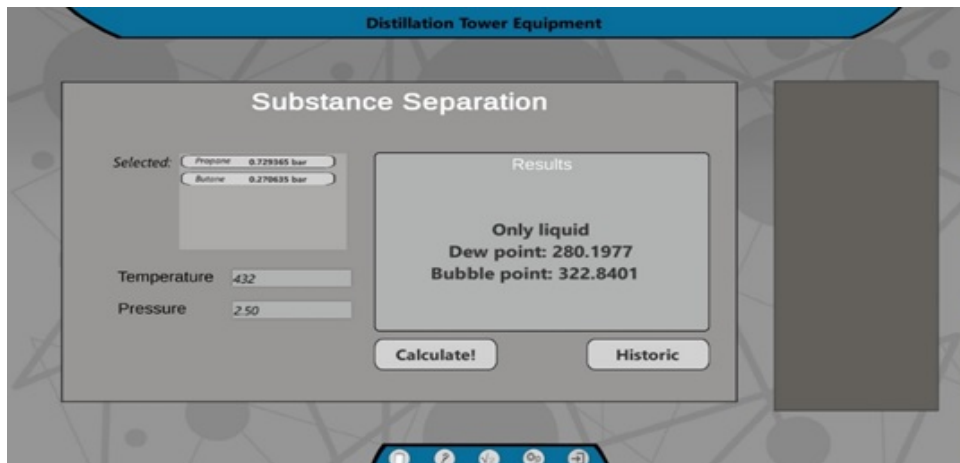 Distillation Tower Equipment
Substance Separation
Selected:
Propane 0.729365 bar
Butane 0.270635 bar
Temperature 432
Pressure 2.50
Results
Only liquid
Dew point: 280.1977
Bubble point: 322.8401
Calculate!
Historic